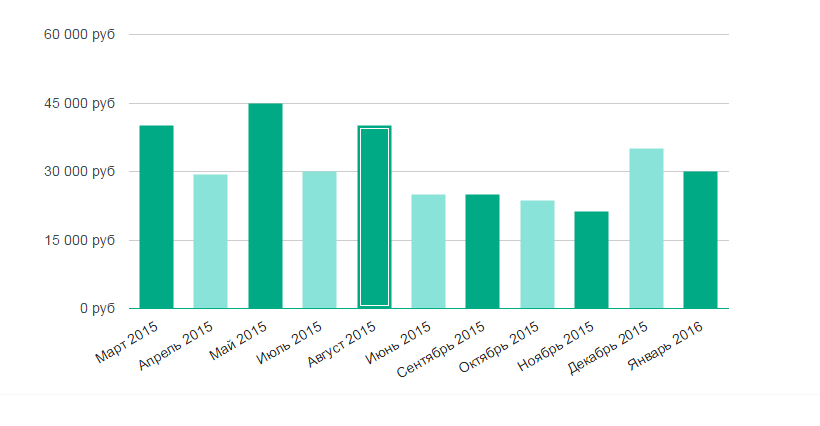 60 000 руб
45 000 руб
30 000 руб
15 000 руб
0 руб
Март 2015
Апрель 2015
Май 2015
Июль 2015
Август 2015
Июнь 2015
Сентябрь 2015
Октябрь 2015
Ноябрь 2015
Декабрь 2015
Январь 2016